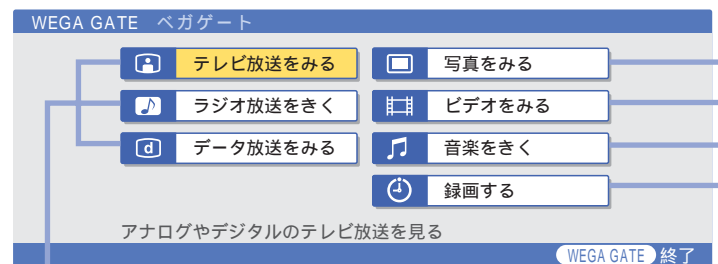 WEGA GATE ベガゲート
テレビ放送をみる 写真をみる
ラジオ放送をきく ビデオをみる
d データ放送をみる 音楽をきく
録画する
アナログやデジタルのテレビ放送を見る
WEGA GATE 終了